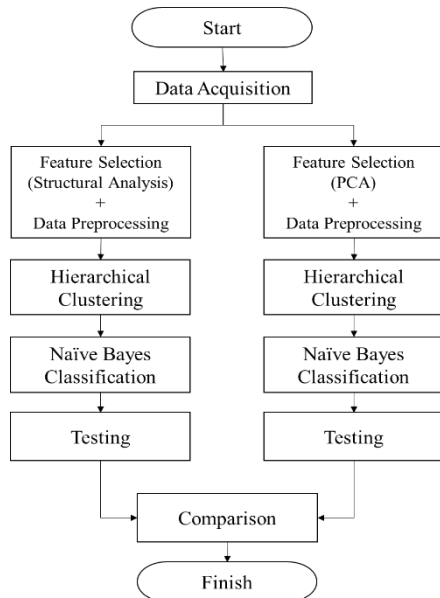 Start
Data Acquisition
Feature Selection
(Structural Analysis)
+
Data Preprocessing
Hierarchical
Clustering
Naïve Bayes
Classification
Testing
Feature Selection
(PCA)
+
Data Preprocessing
Hierarchical
Clustering
Naïve Bayes
Classification
Testing
Comparison
Finish